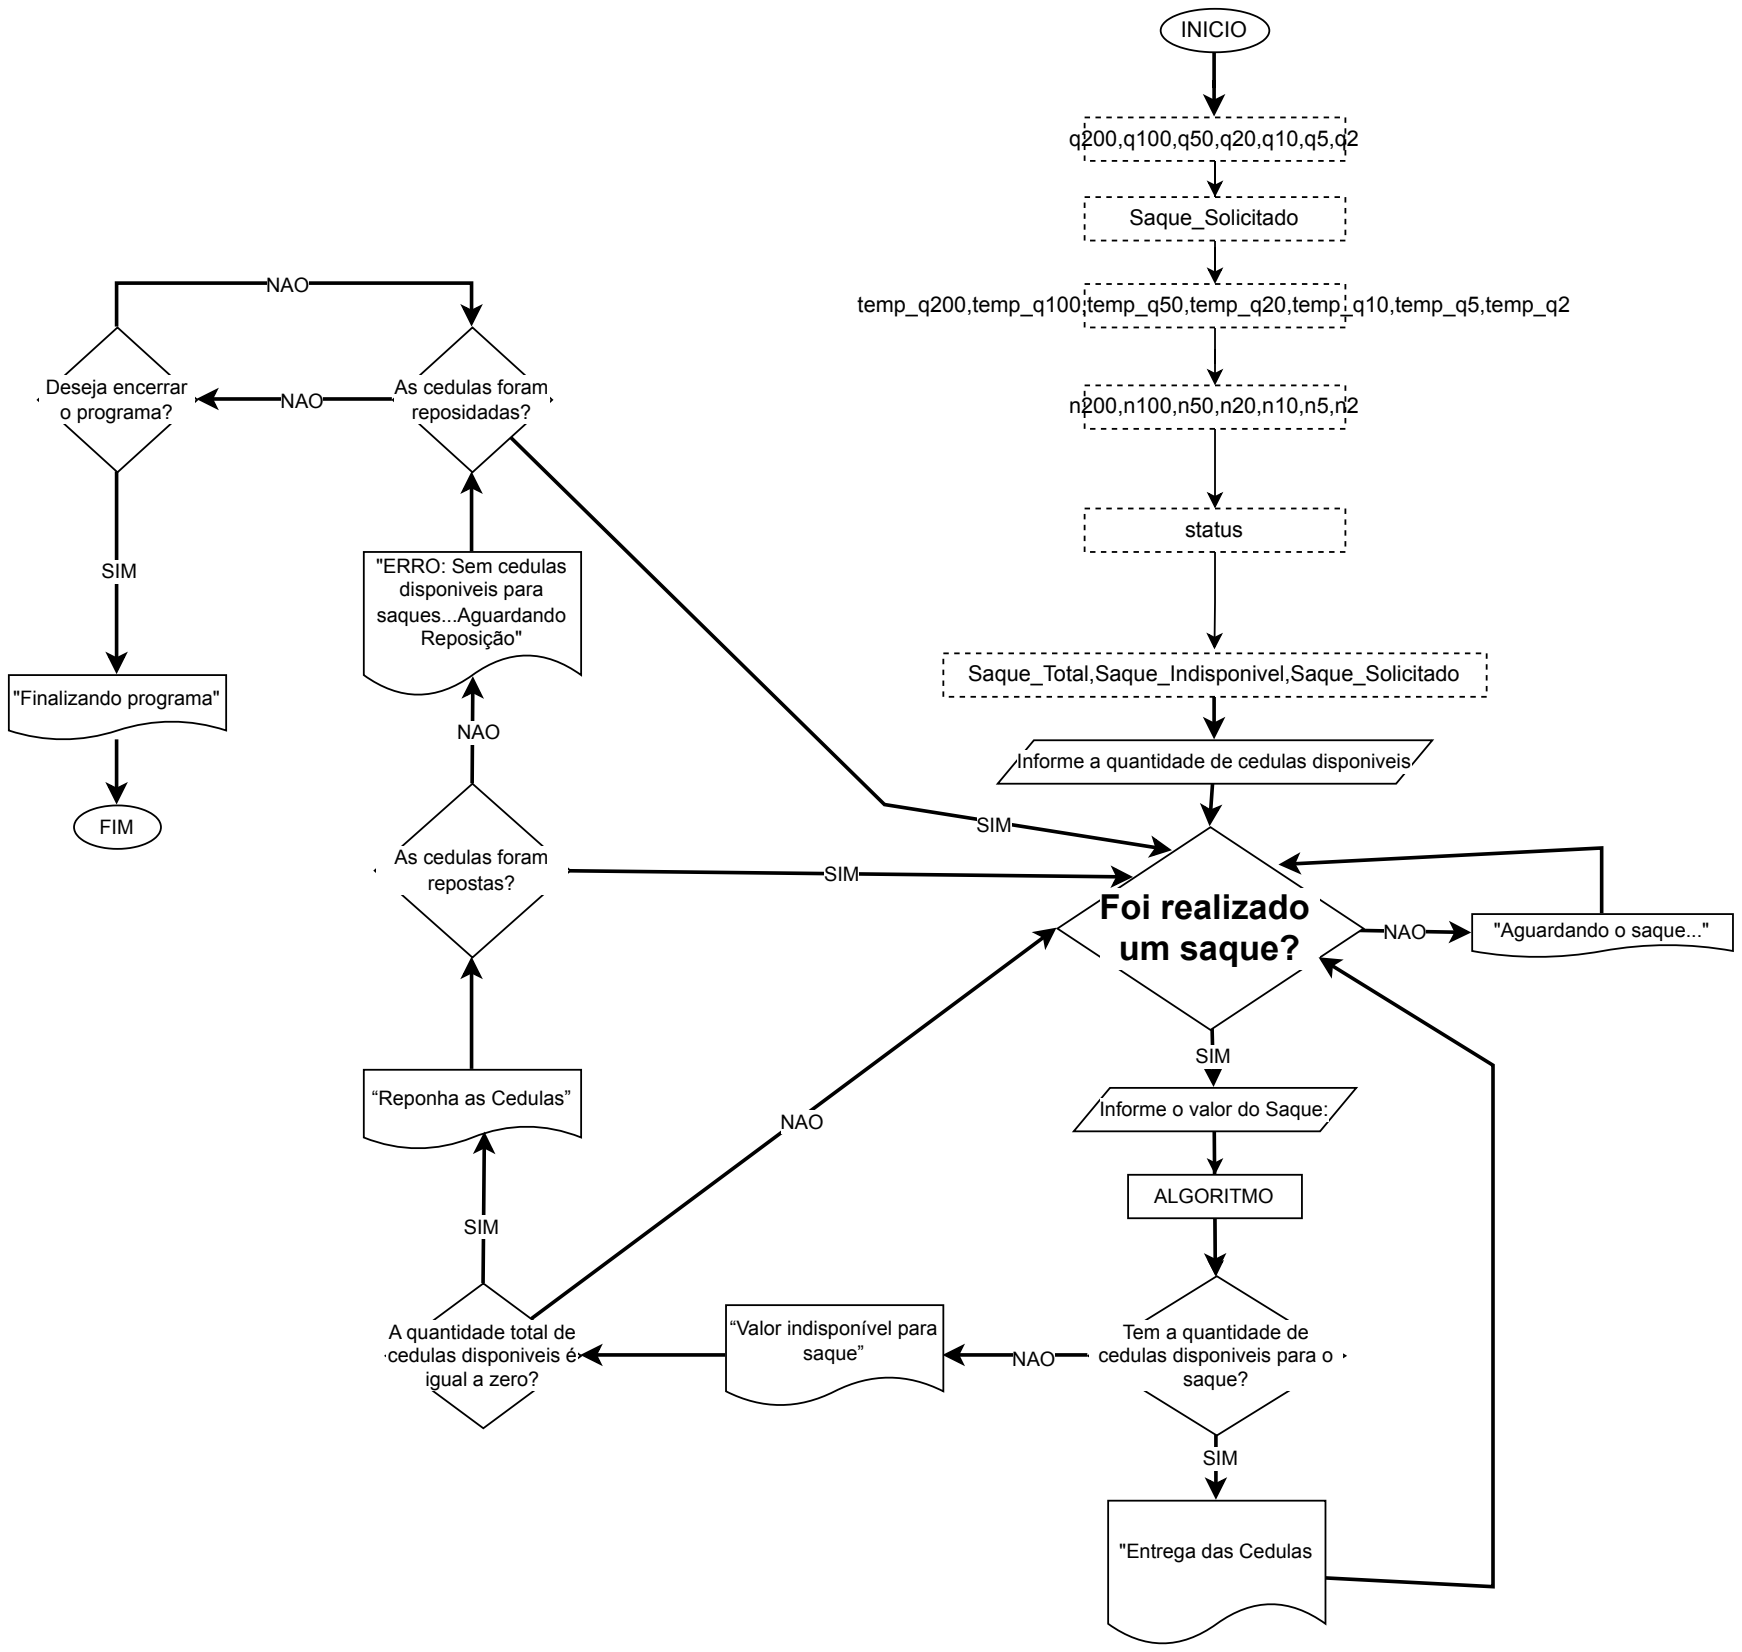 INICIO
q200,q100,q50,q20,q10,q5,q2
Saque_Solicitado
temp_q200,temp_q100,temp_q50,temp_q20,temp_q10,temp_q5,temp_q2
n200,n100,n50,n20,n10,n5,n2
status
Saque_Total,Saque_Indisponivel,Saque_Solicitado
Informe a quantidade de cedulas disponiveis
Foi realizado
um saque?
NAO
"Aguardando o saque..."
SIM
Informe o valor do Saque:
ALGORITMO
Tem a quantidade de
cedulas disponiveis para o
saque?
SIM
"Entrega das Cedulas
NAO
“Valor indisponível para
saque”
A quantidade total de
cedulas disponiveis é
igual a zero?
NAO
SIM
“Reponha as Cedulas”
As cedulas foram
repostas?
SIM
NAO
"ERRO: Sem cedulas
disponiveis para
saques...Aguardando
Reposição"
As cedulas foram
reposidadas?
SIM
NAO
Deseja encerrar
o programa?
NAO
SIM
"Finalizando programa"
FIM